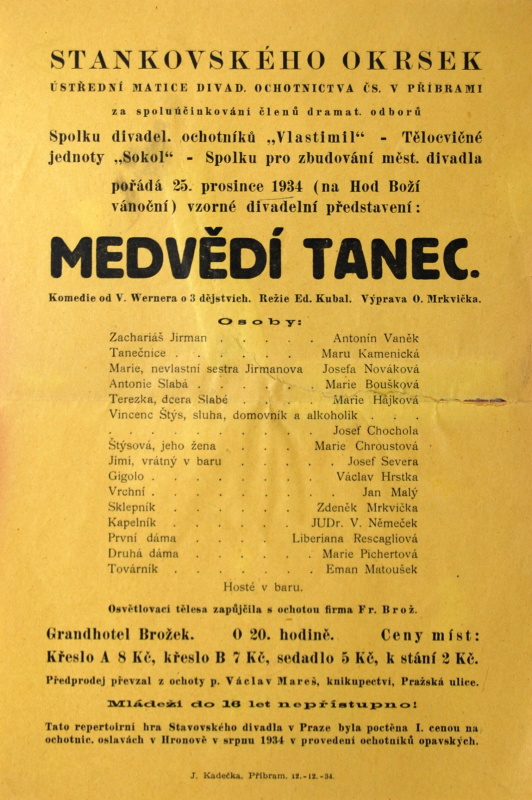 STANKOVSKÉHO OKRSEK
ÚSTŘEDNÍ MATICE DIVAD. OCHOTNICTVA ČS. V PŘÍBRAMI
za spoluúčinkování členů dramat. odborů
Spolku divadel. ochotníků „Vlastimil“ - Tělocvičné
jednoty „Sokol“ - Spolku pro zbudování měst. divadla
pořádá 25. prosince 1934 (na Hod Boží
vánoční) vzorné divadelní představení:
MEDVĚDÍ TANEC.
Komedie od V. Wernera o 3 dějstvích. Režie Ed. Kubal. Výprava O. Mrkvička.
Osoby:
Zachariáš Jirman . . . . . Antonín Vaněk
Tanečnice . . . . . . Maru Kamenická
Marie, nevlastní sestra Jirmanova Josefa Nováková
Antonie Slabá . . . . . . Marie Boušková
Terezka, dcera Slabé . . . . . Marie Hájková
Vincenc Štýs, sluha, domovník a alkoholik . . .
. . . . . . . . . . Josef Chochola
Štýsová, jeho žena . . . . Marie Chroustová
Jimi, vrátný v baru . . . . . Josef Severa
Gigolo . . . . . . . . Václav Hrstka
Vrchní . . . . . . . . . Jan Malý
Sklepník . . . . . . Zdeněk Mrkvička
Kapelník . . . . . . JUDr. V. Němeček
První dáma . . . . . Liberiana Rescagliová
Druhá dáma . . . . . Marie Pichertová
Továrník . . . . . . . Eman Matoušek
Hosté v baru.
Osvětlovací tělesa zapůjčila s ochotou firma Fr. Brož.
Grandhotel Brožek. O 20. hodině. Ceny míst:
Křeslo A 8 Kč, křeslo B 7 Kč, sedadlo 5 Kč, k stání 2 Kč.
Předprodej převzal z ochoty p. Václav Mareš, knikupectví, Pražská ulice.
Mládeži do 16 let nepřístupno!
Tato repertoirní hra Stavovského divadla v Praze byla poctěna I. cenou na
ochotnic. oslavách v Hronově v srpnu 1934 v provedení ochotníků opavských.
J. Kadečka, Příbram. 12.-12.-34.